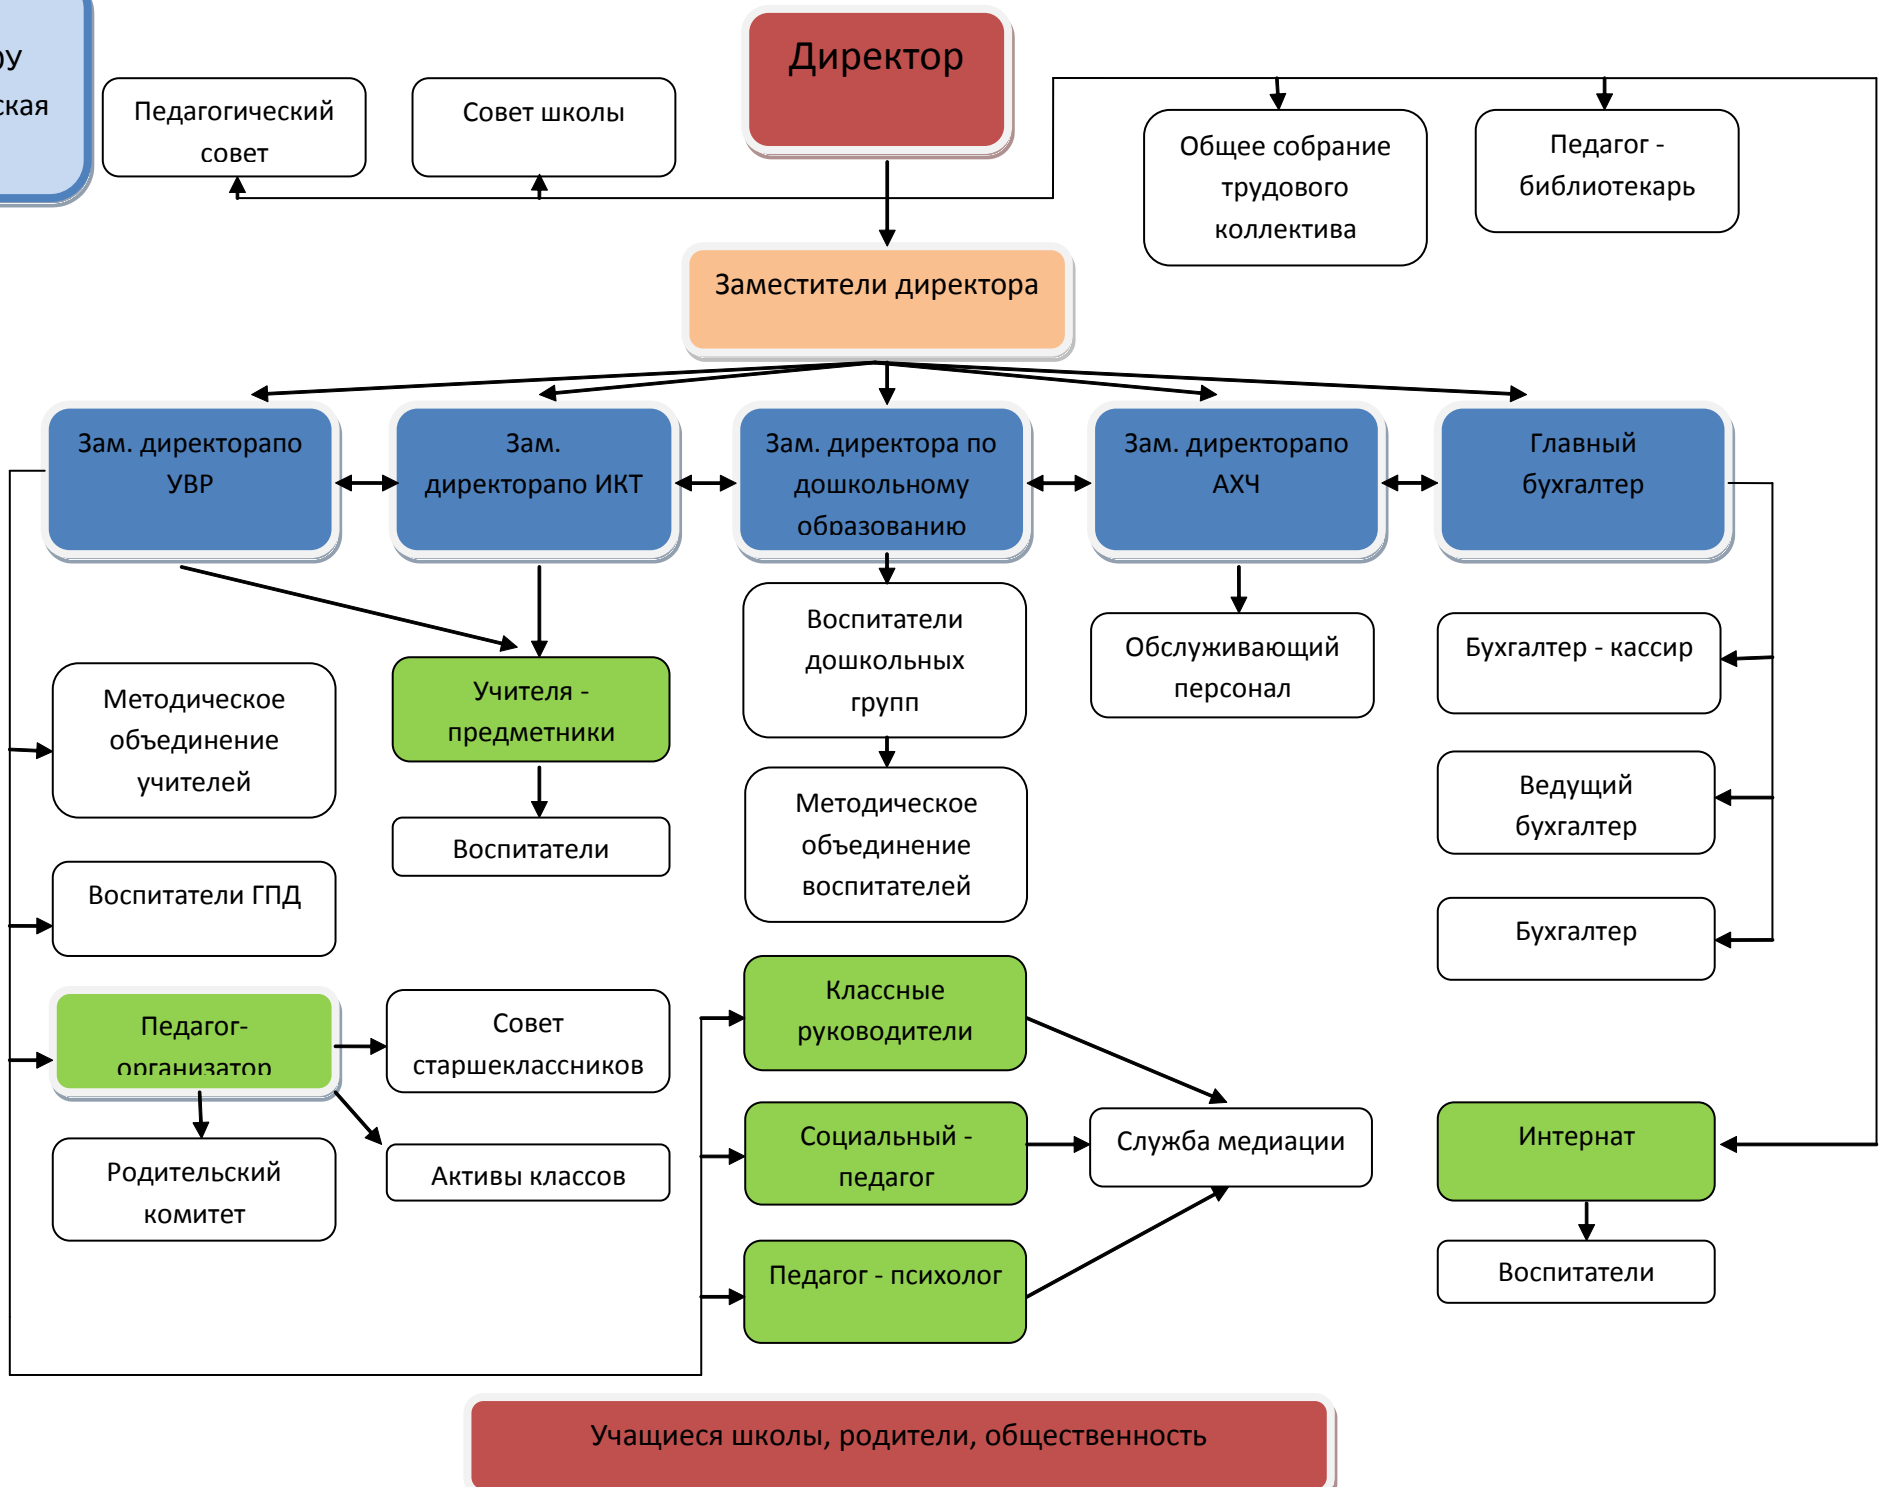 Директор
Педагогический
совет
Совет школы
Общее собрание
трудового
коллектива
Педагог -
библиотекарь
Заместители директора
Зам. директорапо
УВР
Зам.
директорапо ИКТ
Зам. директора по
дошкольному
образованию
Зам. директорапо
АХЧ
Главный
бухгалтер
Методическое
объединение
учителей
Учителя -
предметники
Воспитатели
дошкольных
групп
Обслуживающий
персонал
Бухгалтер - кассир
Воспитатели
Методическое
объединение
воспитателей
Ведущий
бухгалтер
Воспитатели ГПД
Бухгалтер
Педагог-
организатор
Совет
старшеклассников
Классные
руководители
Родительский
комитет
Активы классов
Социальный -
педагог
Служба медиации
Интернат
Педагог - психолог
Воспитатели
Учащиеся школы, родители, общественность